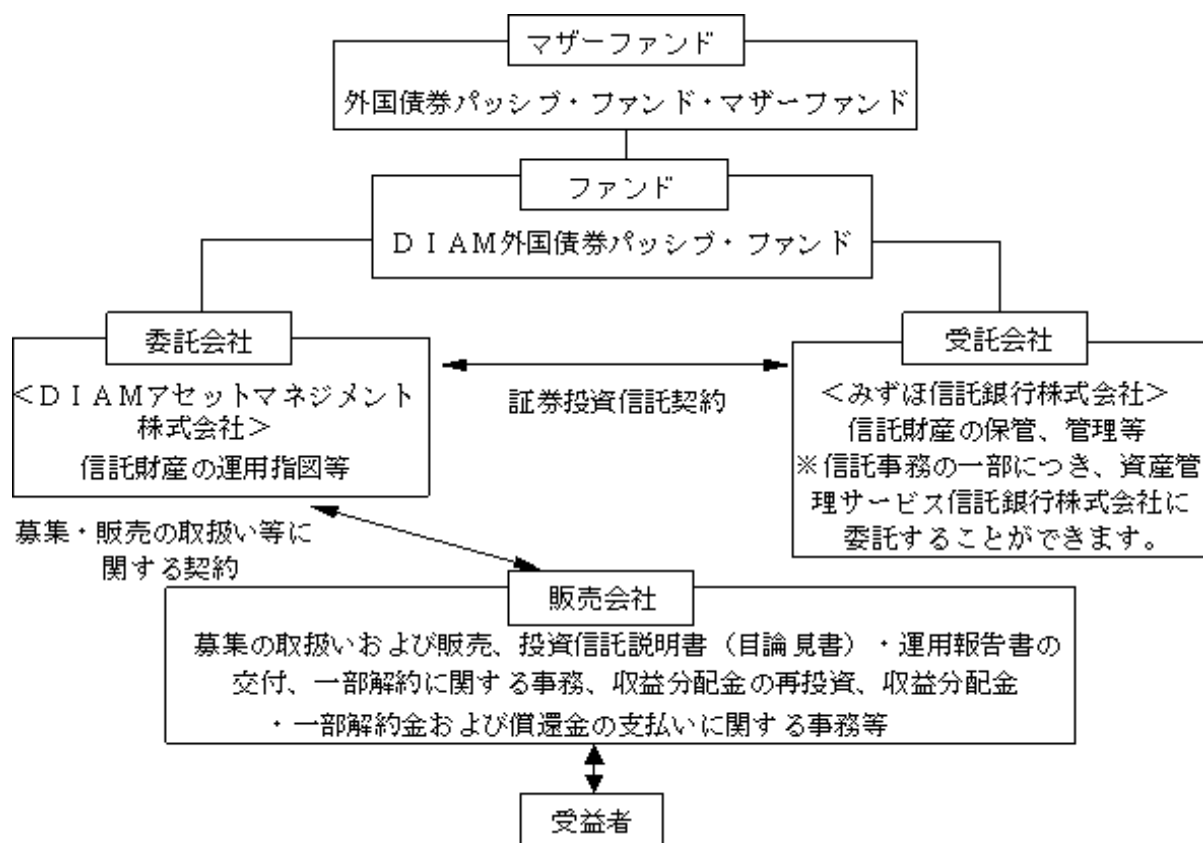 マザーファンド
外国債券パッシブ・ファンド・マザーファンド
ファンド
ＤＩＡＭ外国債券パッシブ・ファンド
委託会社
＜ＤＩＡＭアセットマネジメント
株式会社＞
信託財産の運用指図等
証券投資信託契約
受託会社
＜みずほ信託銀行株式会社＞
信託財産の保管、管理等
※信託事務の一部につき、資産管
理サービス信託銀行株式会社に
委託することができます。
募集・販売の取扱い等に
関する契約
販売会社
募集の取扱いおよび販売、投資信託説明書（目論見書）・運用報告書の
交付、一部解約に関する事務、収益分配金の再投資、収益分配金
・一部解約金および償還金の支払いに関する事務等
受益者